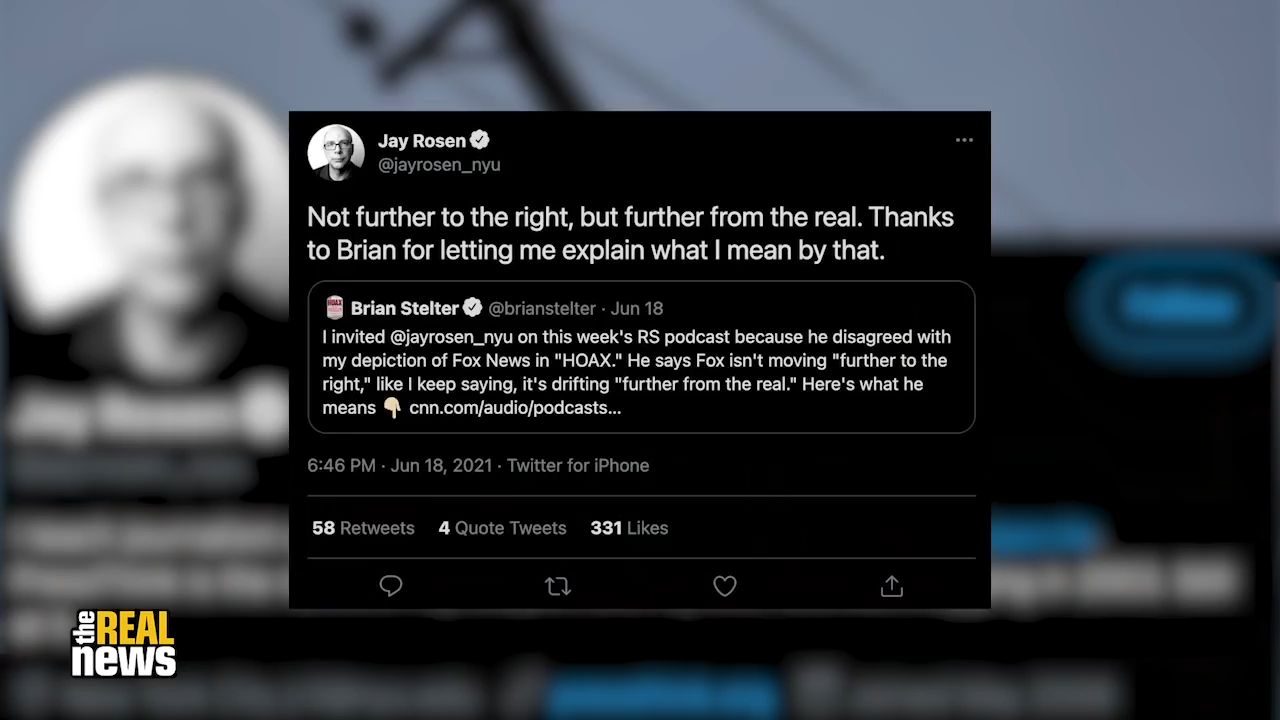 Jay Rosen
@jayrosen_nyu
Not further to the right, but further from the real. Thanks
to Brian for letting me explain what I mean by that.
Brian Stelter @brianstelter · Jun 18
I invited @jayrosen_nyu on this week's RS podcast because he disagreed with
my depiction of Fox News in "HOAX." He says Fox isn't moving "further to the
right," like I keep saying, it's drifting "further from the real." Here's what he
means 👇🏼 cnn.com/audio/podcasts...
6:46 PM · Jun 18, 2021 · Twitter for iPhone
58 Retweets 4 Quote Tweets 331 Likes
the REAL
news